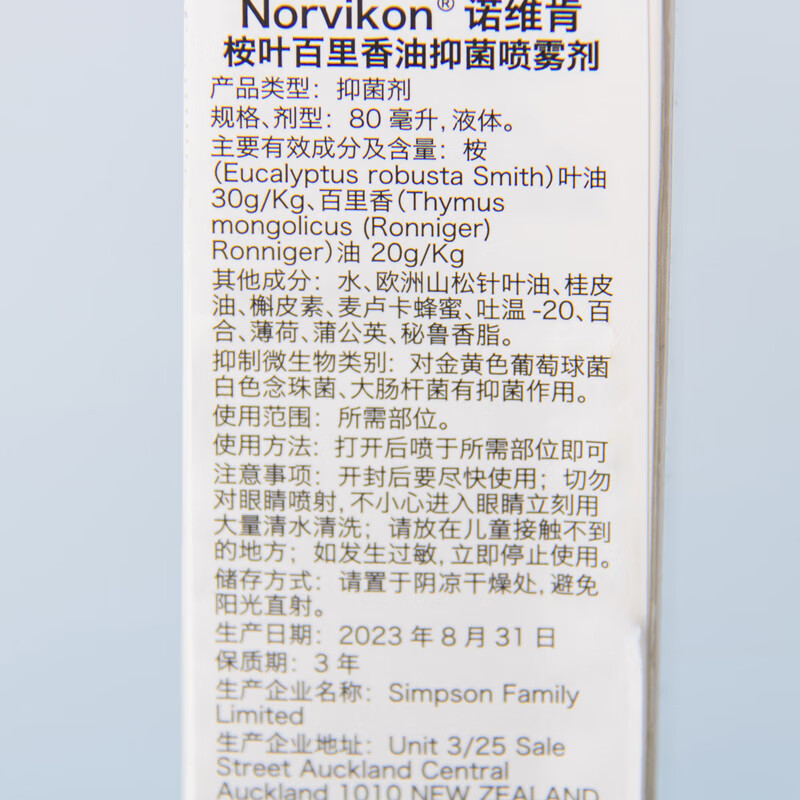 Norvikon® 诺维肯
桉叶百里香油抑菌喷雾剂
产品类型：抑菌剂
规格、剂型：80 毫升，液体。
主要有效成分及含量：桉
(Eucalyptus robusta Smith)叶油
30g/Kg、百里香(Thymus
mongolicus (Ronniger)
Ronniger)油 20g/Kg
其他成分：水、欧洲山松针叶油、桂皮
油、槲皮素、麦卢卡蜂蜜、吐温 -20、百
合、薄荷、蒲公英、秘鲁香脂。
抑制微生物类别：对金黄色葡萄球菌
白色念珠菌、大肠杆菌有抑菌作用。
使用范围：所需部位。
使用方法：打开后喷于所需部位即可
注意事项：开封后要尽快使用；切勿
对眼睛喷射，不小心进入眼睛立刻用
大量清水清洗；请放在儿童接触不到
的地方；如发生过敏，立即停止使用。
储存方式：请置于阴凉干燥处，避免
阳光直射。
生产日期：2023 年 8 月 31 日
保质期：3 年
生产企业名称：Simpson Family
Limited
生产企业地址：Unit 3/25 Sale
Street Auckland Central
Auckland 1010 NEW ZEALAND